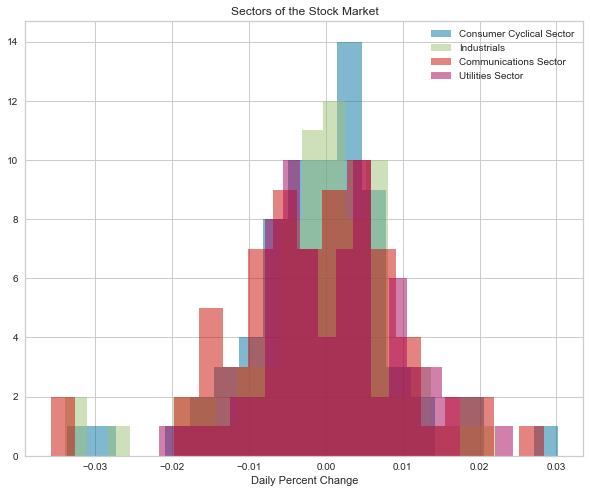 Sectors of the Stock Market
Consumer Cyclical Sector
Industrials
Communications Sector
Utilities Sector
14
12
10
8
6
4
2
0
−0.03
−0.02
−0.01
0.00
0.01
0.02
0.03
Daily Percent Change